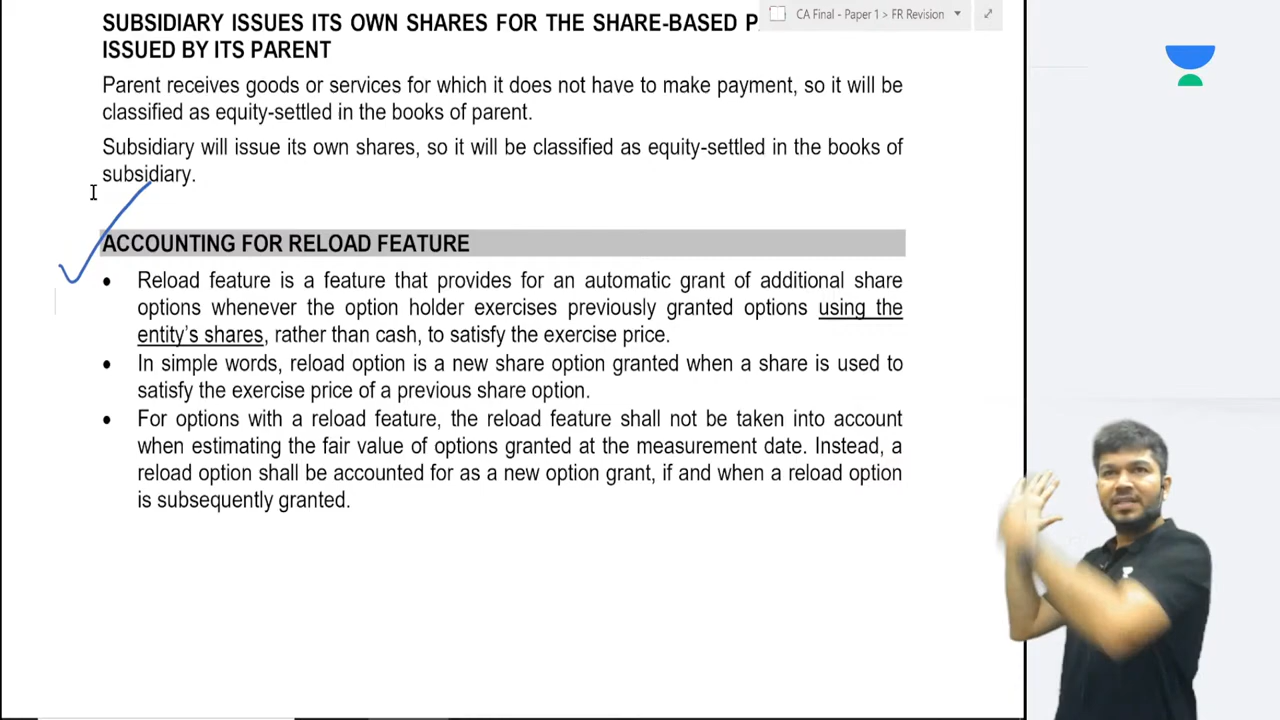 SUBSIDIARY ISSUES ITS OWN SHARES FOR THE SHARE-BASED
CA Final - Paper 1 > FR Revision
ISSUED BY ITS PARENT
Parent receives goods or services for which it does not have to make payment, so it will be
classified as equity-settled in the books of parent.
Subsidiary will issue its own shares, so it will be classified as equity-settled in the books of
subsidiary.
ACCOUNTING FOR RELOAD FEATURE
• Reload feature is a feature that provides for an automatic grant of additional share
options whenever the option holder exercises previously granted options using the
entity’s shares, rather than cash, to satisfy the exercise price.
• In simple words, reload option is a new share option granted when a share is used to
satisfy the exercise price of a previous share option.
• For options with a reload feature, the reload feature shall not be taken into account
when estimating the fair value of options granted at the measurement date. Instead, a
reload option shall be accounted for as a new option grant, if and when a reload option
is subsequently granted.